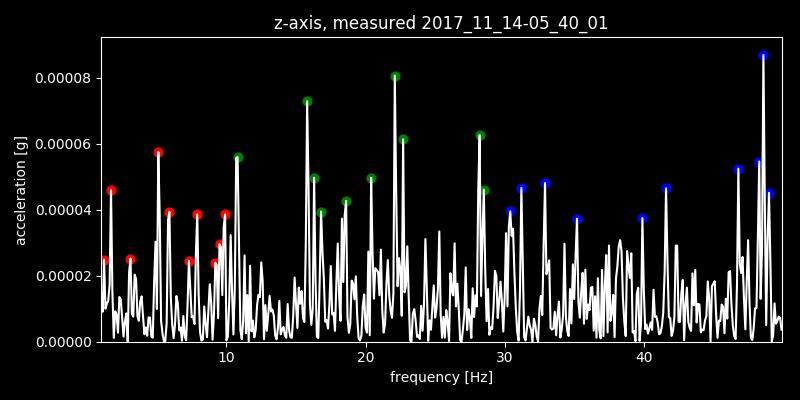 z-axis, measured 2017_11_14-05_40_01
0.00008
0.00006
0.00004
0.00002
0.00000
acceleration [g]
10 20 30 40
frequency [Hz]